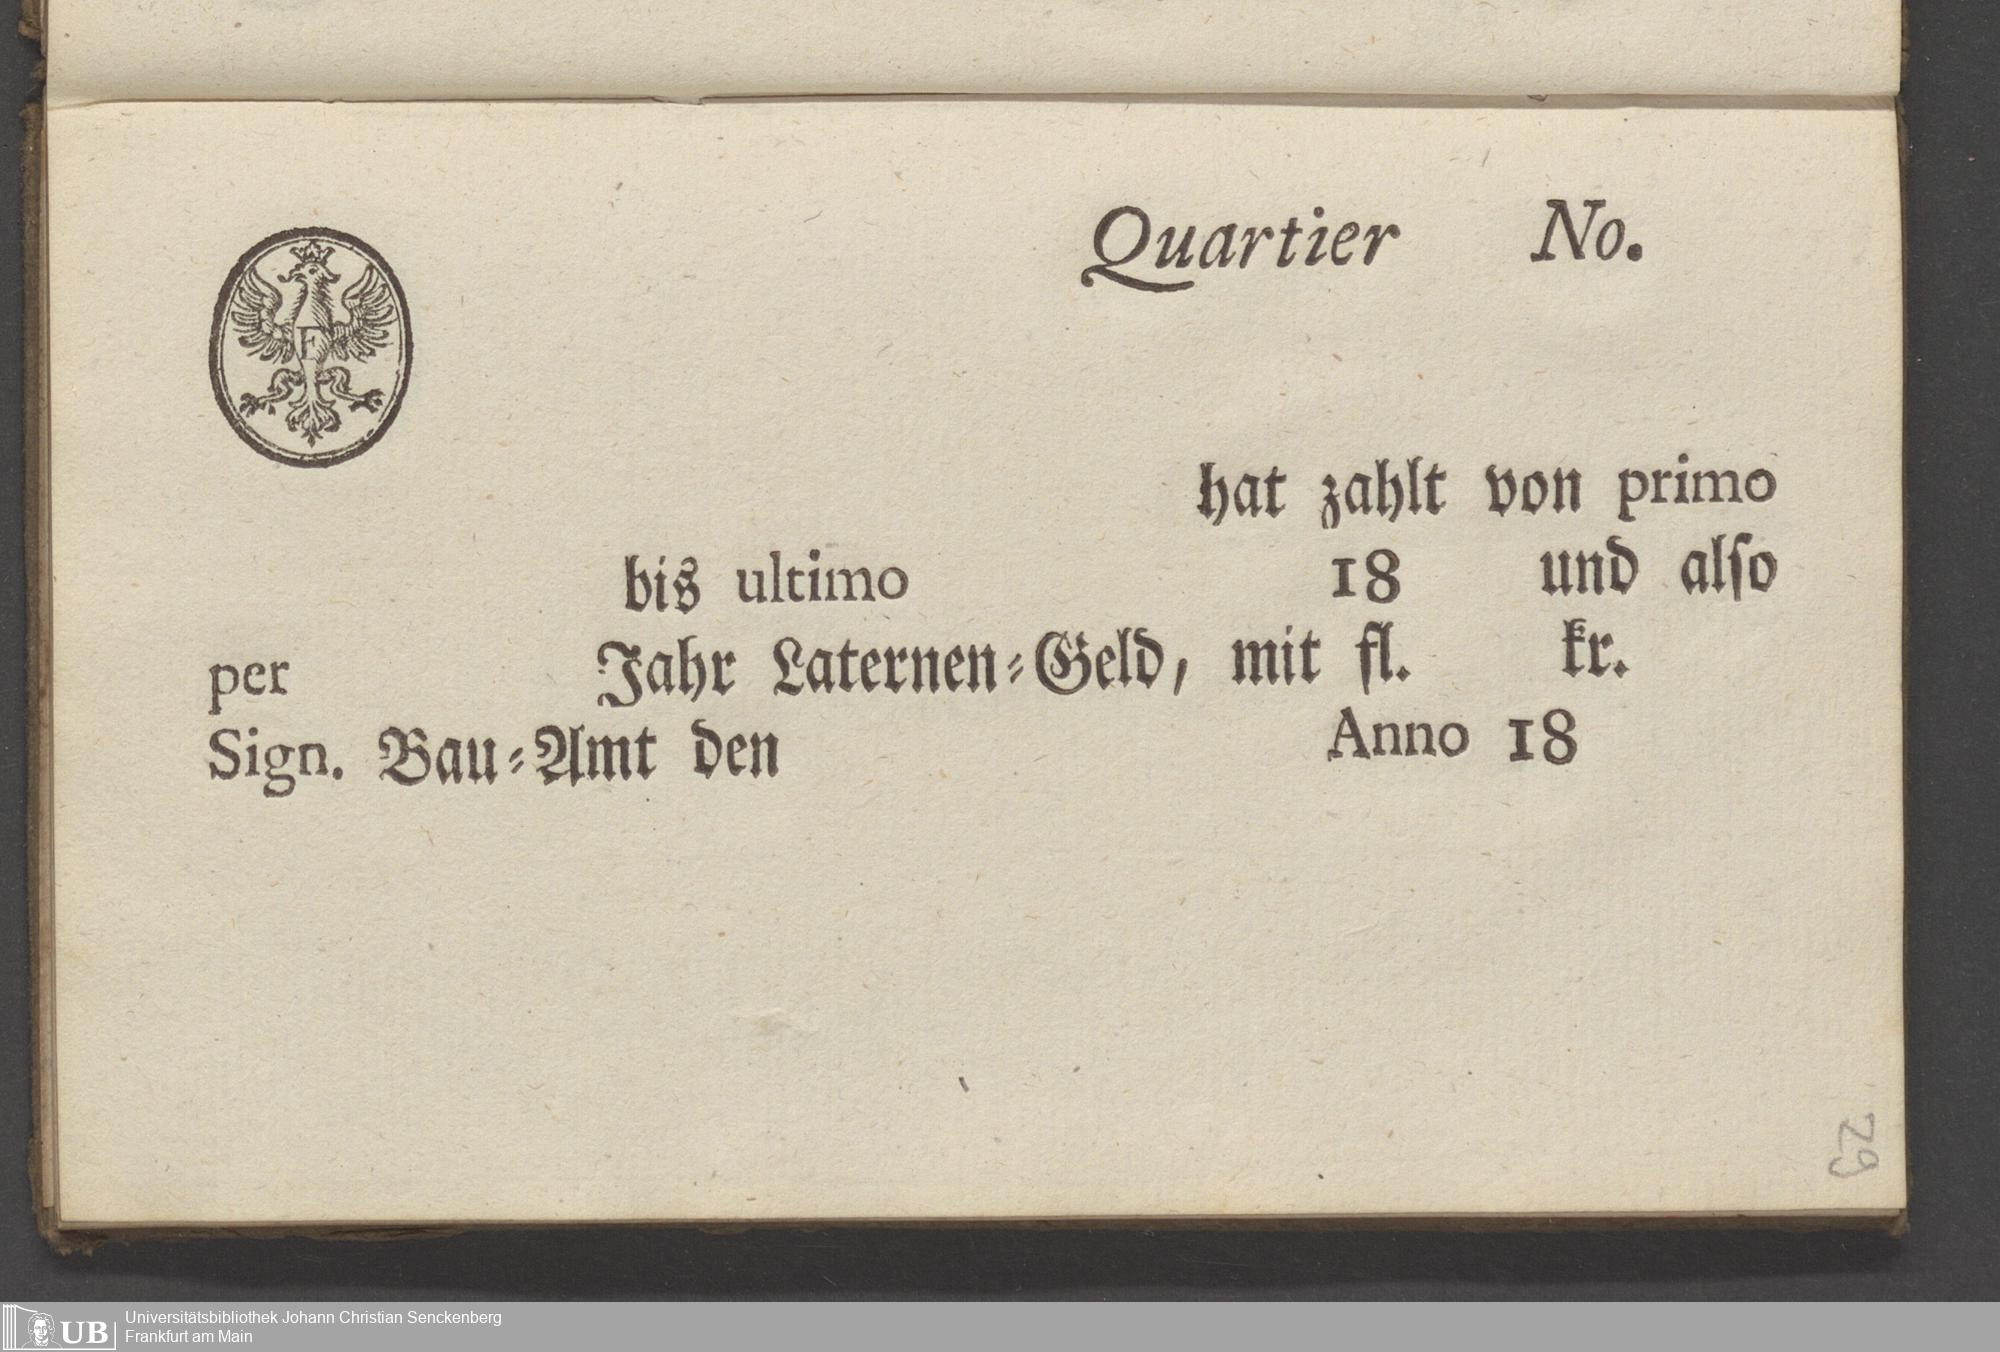 Quartier No.
F
hat zahlt von primo
bis ultimo 18 und also
per Jahr Laternen=Geld, mit fl. kr.
Sign. Bau=Amt den Anno 18
29
UB
Universitätsbibliothek Johann Christian Senckenberg
Frankfurt am Main